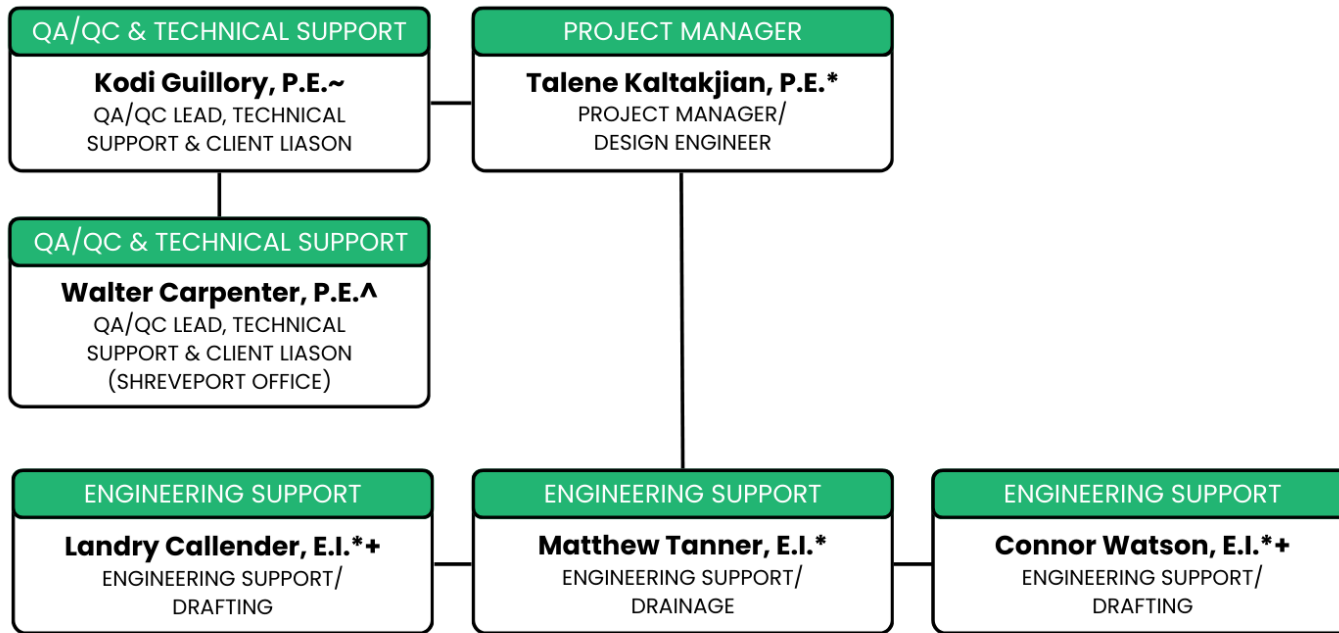 QA/QC & TECHNICAL SUPPORT
Kodi Guillory, P.E.~
QA/QC LEAD, TECHNICAL
SUPPORT & CLIENT LIASON
PROJECT MANAGER
Talene Kaltakjian, P.E.*
PROJECT MANAGER/
DESIGN ENGINEER
QA/QC & TECHNICAL SUPPORT
Walter Carpenter, P.E.^
QA/QC LEAD, TECHNICAL
SUPPORT & CLIENT LIASON
(SHREVEPORT OFFICE)
ENGINEERING SUPPORT
Landry Callender, E.I.*+
ENGINEERING SUPPORT/
DRAFTING
ENGINEERING SUPPORT
Matthew Tanner, E.I.*
ENGINEERING SUPPORT/
DRAINAGE
ENGINEERING SUPPORT
Connor Watson, E.I.*+
ENGINEERING SUPPORT/
DRAFTING